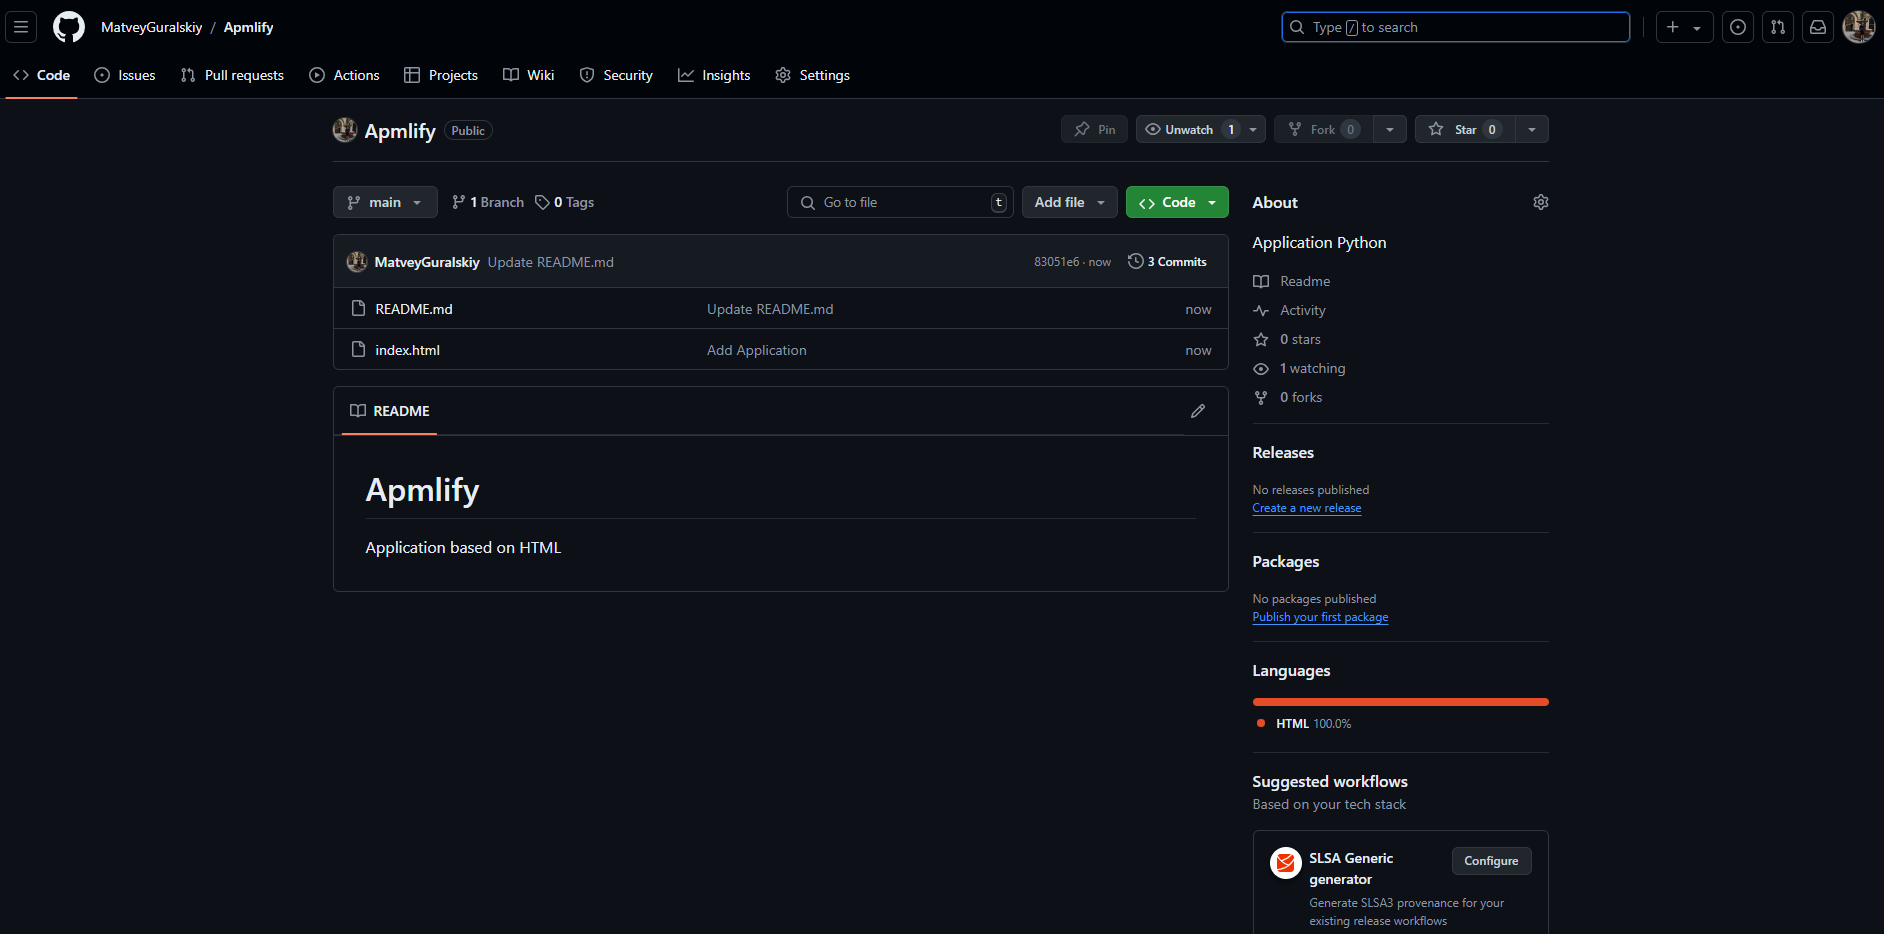 MatveyGuralskiy / Apmlify
Type / to search
Code Issues Pull requests Actions Projects Wiki Security Insights Settings
Apmlify Public
Pin Unwatch 1 Fork 0 Star 0
main 1 Branch 0 Tags Go to file t Add file Code
MatveyGuralskiy Update README.md 83051e6 · now 3 Commits
README.md Update README.md now
index.html Add Application now
README
Apmlify
Application based on HTML
About
Application Python
Readme
Activity
0 stars
1 watching
0 forks
Releases
No releases published
Create a new release
Packages
No packages published
Publish your first package
Languages
HTML 100.0%
Suggested workflows
Based on your tech stack
SLSA Generic
generator
Configure
Generate SLSA3 provenance for your
existing release workflows